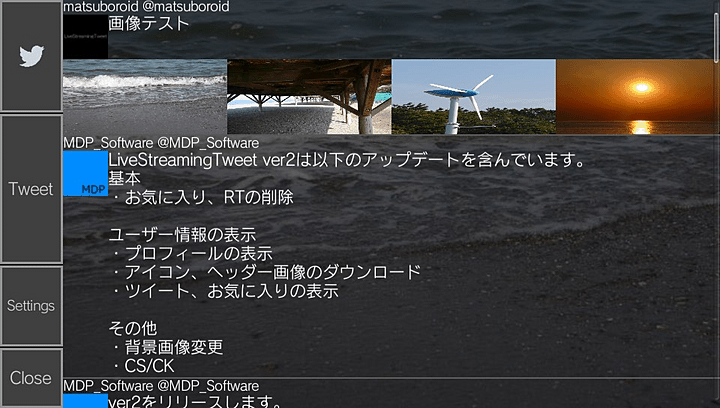 matsuboroid @matsuboroid
画像テスト
LiveStreamingTweet
MDP_Software @MDP_Software
MDP
LiveStreamingTweet ver2は以下のアップデートを含んでいます。
基本
・お気に入り、RTの削除
ユーザー情報の表示
・プロフィールの表示
・アイコン、ヘッダー画像のダウンロード
・ツイート、お気に入りの表示
その他
・背景画像変更
・CS/CK
MDP_Software @MDP_Software
ver2をリリースします。
Tweet
Settings
Close